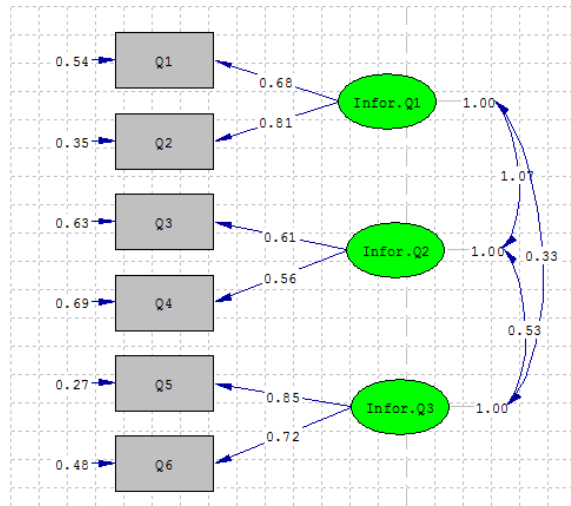 0.54 Q1 0.68 Infor.Q1 1.00
0.35 Q2 0.81
1.07
0.63 Q3 0.61 Infor.Q2 1.00 0.33
0.69 Q4 0.56
0.53
0.27 Q5 0.85 Infor.Q3 1.00
0.48 Q6 0.72